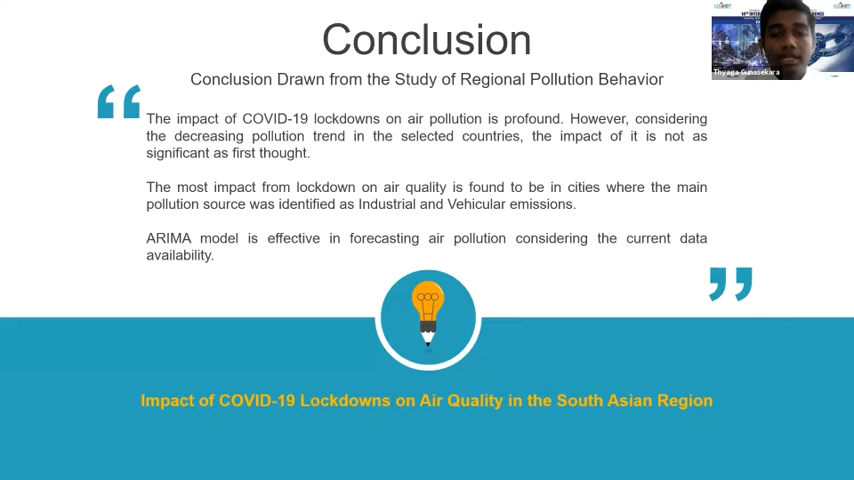 Conclusion
Conclusion Drawn from the Study of Regional Pollution Behavior
The impact of COVID-19 lockdowns on air pollution is profound. However, considering
the decreasing pollution trend in the selected countries, the impact of it is not as
significant as first thought.
The most impact from lockdown on air quality is found to be in cities where the main
pollution source was identified as Industrial and Vehicular emissions.
ARIMA model is effective in forecasting air pollution considering the current data
availability.
Impact of COVID-19 Lockdowns on Air Quality in the South Asian Region
Thyaga Gunasekara